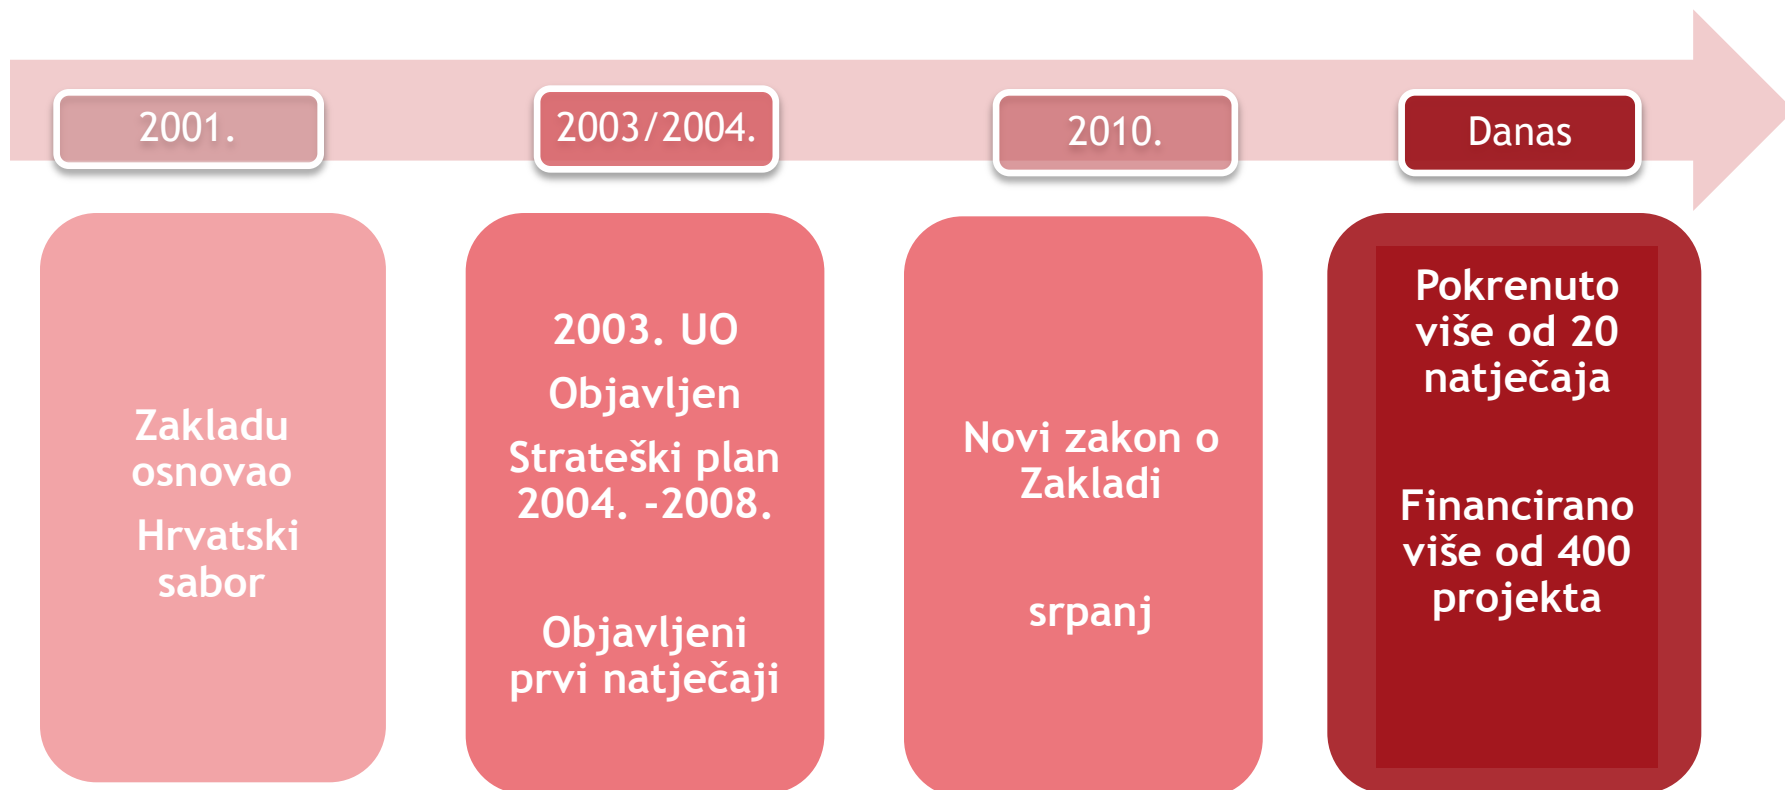 2001.
2003/2004.
2010.
Danas
Zakladu
osnovao
Hrvatski
sabor
2003. UO
Objavljen
Strateški plan
2004. -2008.
Objavljeni
prvi natječaji
Novi zakon o
Zakladi
srpanj
Pokrenuto
više od 20
natječaja
Financirano
više od 400
projekta